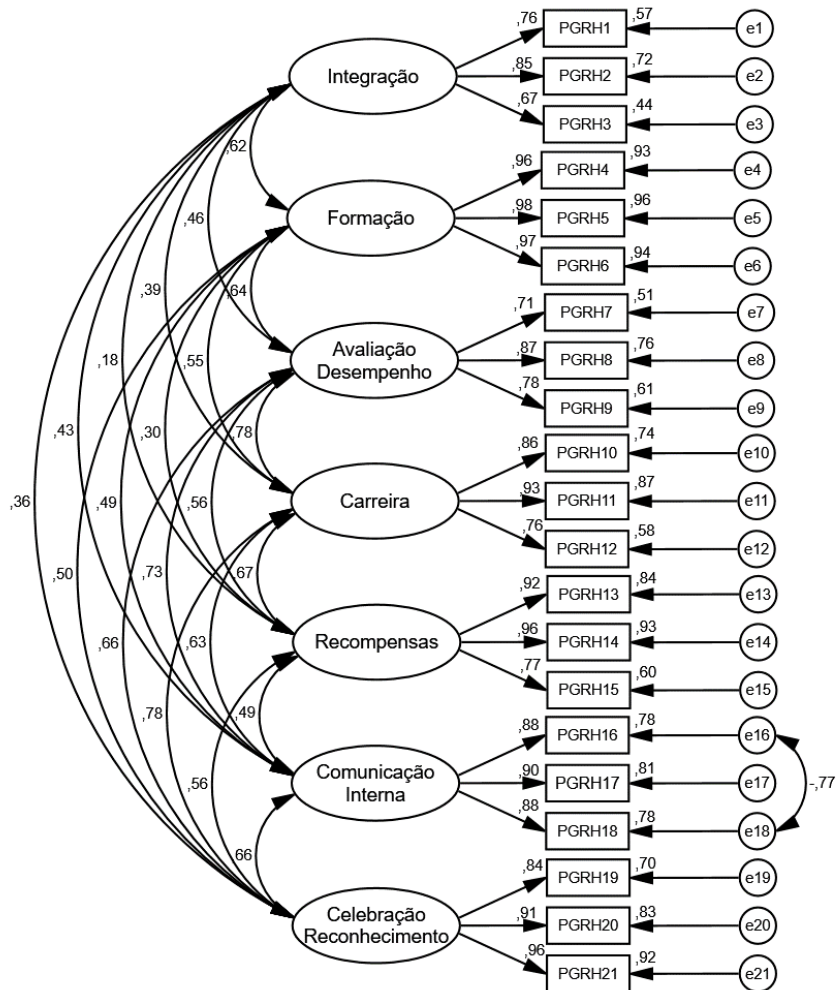 ,76
PGRH1
,57
e1
Integração
,85
PGRH2
,72
e2
,67
PGRH3
,44
e3
,62
,96
PGRH4
,93
e4
Formação
,98
PGRH5
,96
e5
,46
,97
PGRH6
,94
e6
,64
,39
,71
PGRH7
,51
e7
Avaliação
Desempenho
,87
PGRH8
,76
e8
,18
,55
,78
PGRH9
,61
e9
,43
,30
,78
,86
PGRH10
,74
e10
Carreira
,93
PGRH11
,87
e11
,36
,49
,56
,76
PGRH12
,58
e12
,50
,73
,67
,92
PGRH13
,84
e13
Recompensas
,96
PGRH14
,93
e14
,66
,63
,77
PGRH15
,60
e15
,78
,49
,88
PGRH16
,78
e16
Comunicação
Interna
,90
PGRH17
,81
e17
-,77
,56
,88
PGRH18
,78
e18
66
,84
PGRH19
,70
e19
Celebração
Reconhecimento
,91
PGRH20
,83
e20
,96
PGRH21
,92
e21